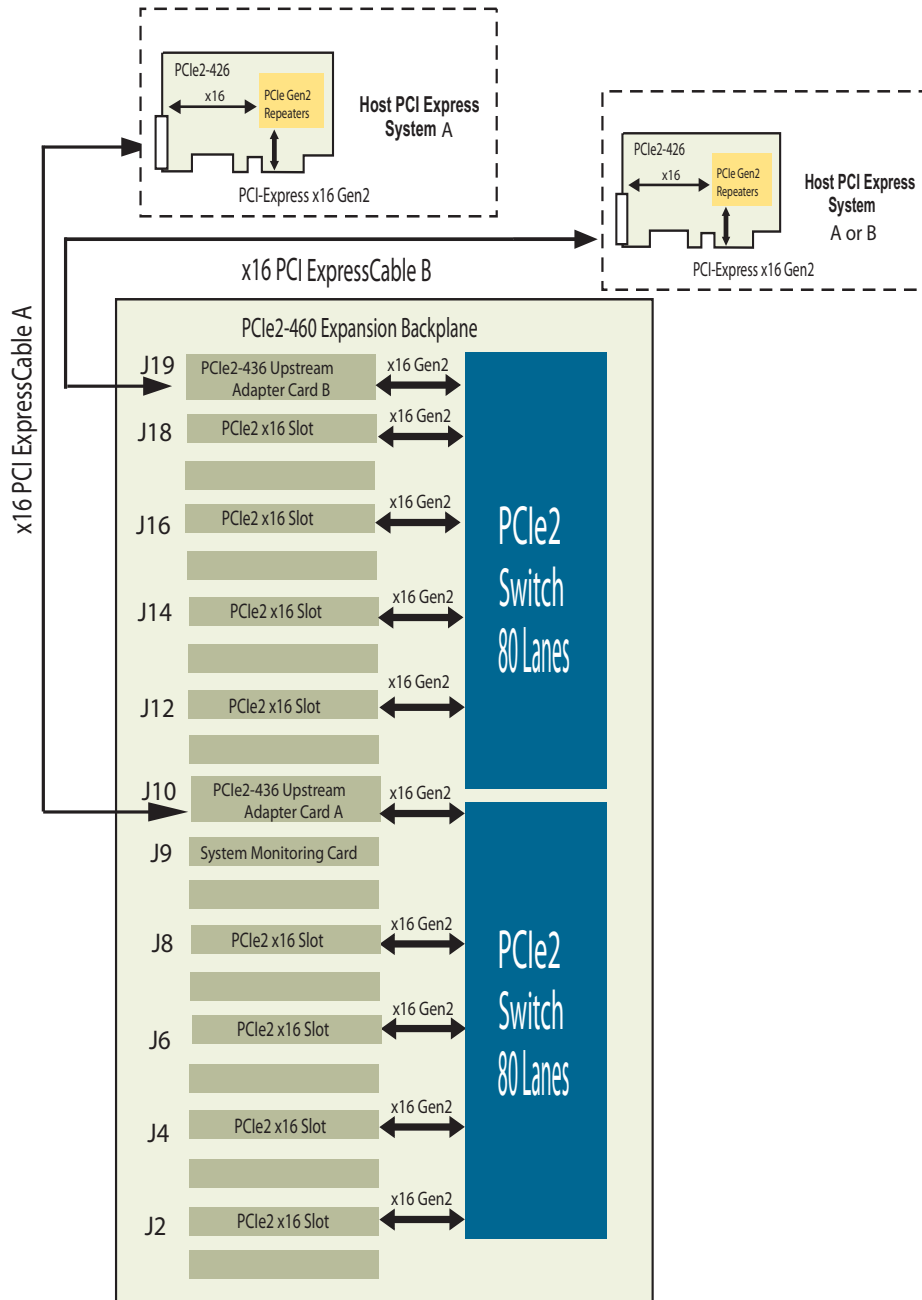 PCIe2-426
x16
PCIe Gen2
Repeaters
Host PCI Express
System A
PCI-Express x16 Gen2
PCIe2-426
x16
PCIe Gen2
Repeaters
Host PCI Express
System
A or B
PCI-Express x16 Gen2
x16 PCI ExpressCable B
x16 PCI ExpressCable A
PCIe2-460 Expansion Backplane
J19
PCIe2-436 Upstream
Adapter Card B
x16 Gen2
J18
PCIe2 x16 Slot
x16 Gen2
J16
PCIe2 x16 Slot
x16 Gen2
J14
PCIe2 x16 Slot
x16 Gen2
J12
PCIe2 x16 Slot
x16 Gen2
PCIe2
Switch
80 Lanes
J10
PCIe2-436 Upstream
Adapter Card A
x16 Gen2
J9
System Monitoring Card
J8
PCIe2 x16 Slot
x16 Gen2
J6
PCIe2 x16 Slot
x16 Gen2
J4
PCIe2 x16 Slot
x16 Gen2
J2
PCIe2 x16 Slot
x16 Gen2
PCIe2
Switch
80 Lanes